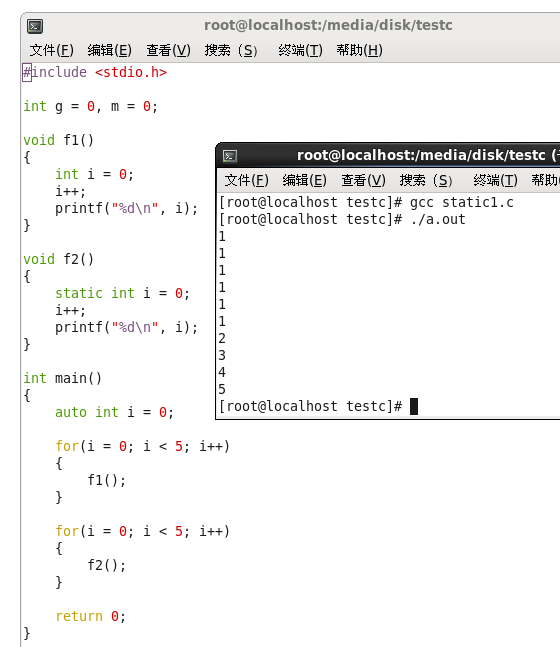 root@localhost:/media/disk/testc
文件(F) 编辑(E) 查看(V) 搜索（S） 终端(T) 帮助(H)
#include <stdio.h>
int g = 0, m = 0;
void f1()
{
    int i = 0;
    i++;
    printf("%d\n", i);
}
void f2()
{
    static int i = 0;
    i++;
    printf("%d\n", i);
}
int main()
{
    auto int i = 0;
    for(i = 0; i < 5; i++)
    {
        f1();
    }
    for(i = 0; i < 5; i++)
    {
        f2();
    }
    return 0;
}
root@localhost:/media/disk/testc (
文件(F) 编辑(E) 查看(V) 搜索（S） 终端(T) 帮助
[root@localhost testc]# gcc static1.c
[root@localhost testc]# ./a.out
1
1
1
1
1
1
2
3
4
5
[root@localhost testc]#